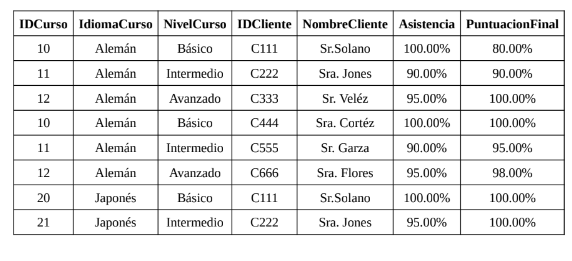 IDCurso IdiomaCurso NivelCurso IDCliente NombreCliente Asistencia PuntuacionFinal
10 Alemán Básico C111 Sr.Solano 100.00% 80.00%
11 Alemán Intermedio C222 Sra. Jones 90.00% 90.00%
12 Alemán Avanzado C333 Sr. Veléz 95.00% 100.00%
10 Alemán Básico C444 Sra. Cortéz 100.00% 100.00%
11 Alemán Intermedio C555 Sr. Garza 90.00% 95.00%
12 Alemán Avanzado C666 Sra. Flores 95.00% 98.00%
20 Japonés Básico C111 Sr.Solano 100.00% 100.00%
21 Japonés Intermedio C222 Sra. Jones 95.00% 100.00%